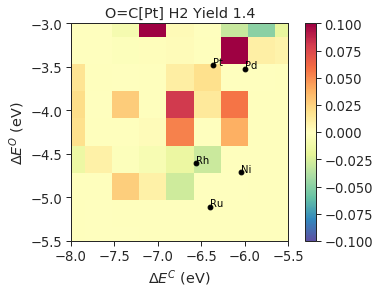 O=C[Pt] H2 Yield 1.4
−3.0
−3.5
−4.0
−4.5
−5.0
−5.5
ΔE^O (eV)
Pt
Pd
Rh
Ni
Ru
−8.0 −7.5 −7.0 −6.5 −6.0 −5.5
ΔE^C (eV)
0.100
0.075
0.050
0.025
0.000
−0.025
−0.050
−0.075
−0.100